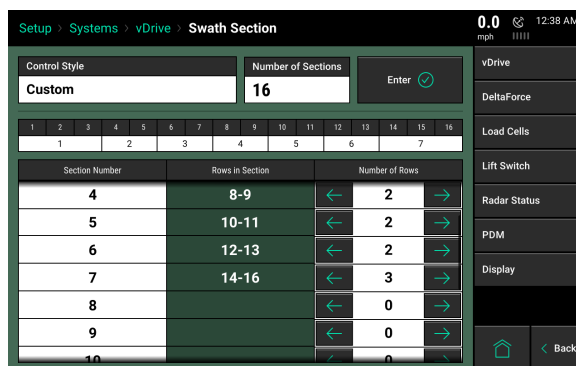 Setup > Systems > vDrive > Swath Section
0.0
mph
12:38 AM
Control Style
Custom
Number of Sections
16
Enter
1 2 3 4 5 6 7 8 9 10 11 12 13 14 15 16
1 2 3 4 5 6 7
Section Number Rows in Section Number of Rows
4 8-9 2
5 10-11 2
6 12-13 2
7 14-16 3
8 0
9 0
10 0
vDrive
DeltaForce
Load Cells
Lift Switch
Radar Status
PDM
Display
< Back